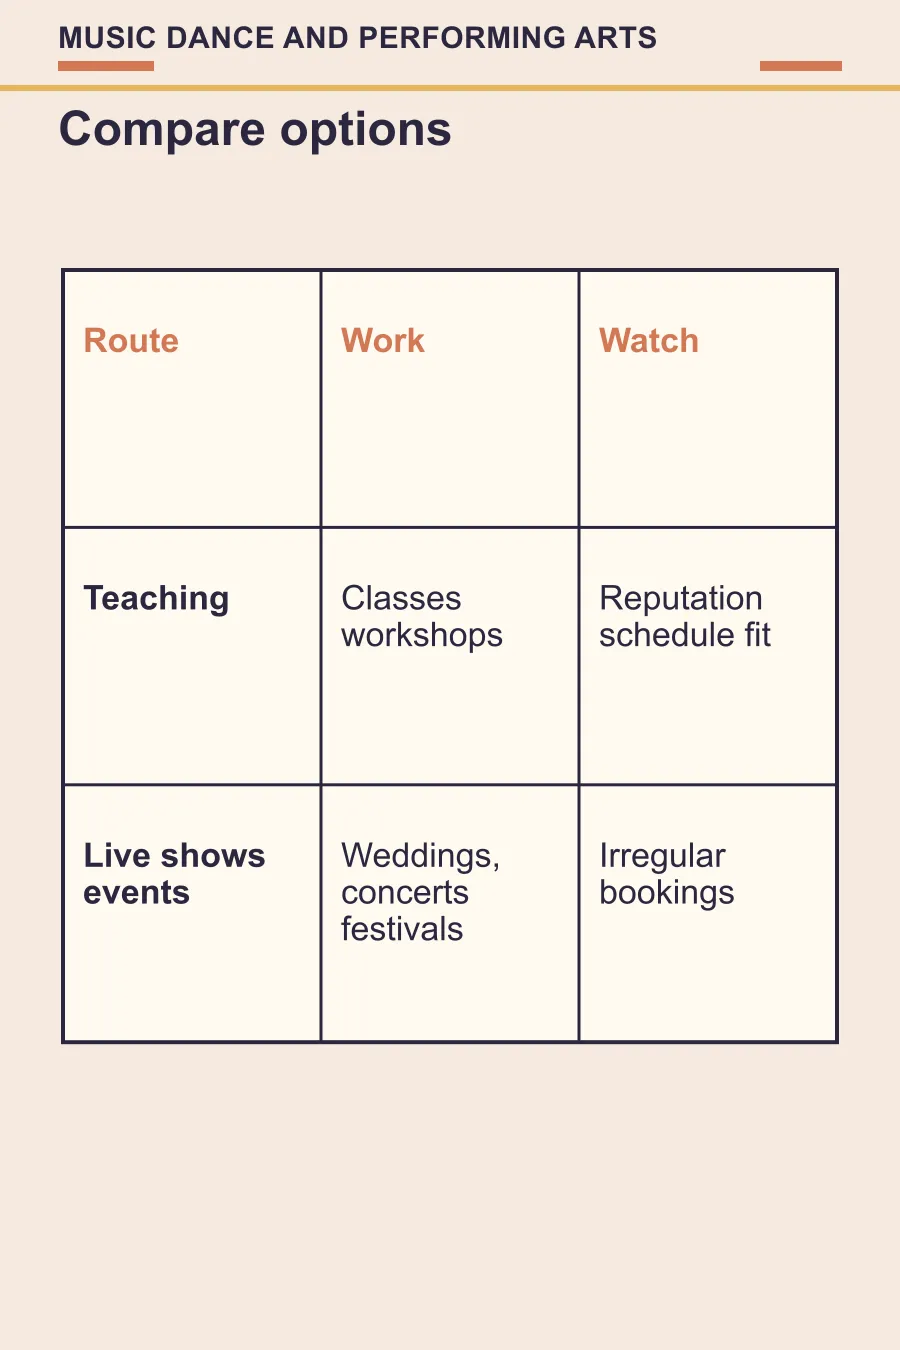 MUSIC DANCE AND PERFORMING ARTS
Compare options
Route
Work
Watch
Teaching
Classes
workshops
Reputation
schedule fit
Live shows
events
Weddings,
concerts
festivals
Irregular
bookings